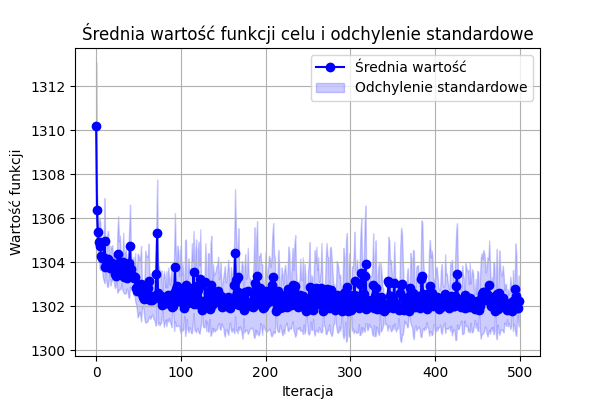 Średnia wartość funkcji celu i odchylenie standardowe
Średnia wartość
Odchylenie standardowe
Wartość funkcji
1312
1310
1308
1306
1304
1302
1300
0 100 200 300 400 500
Iteracja